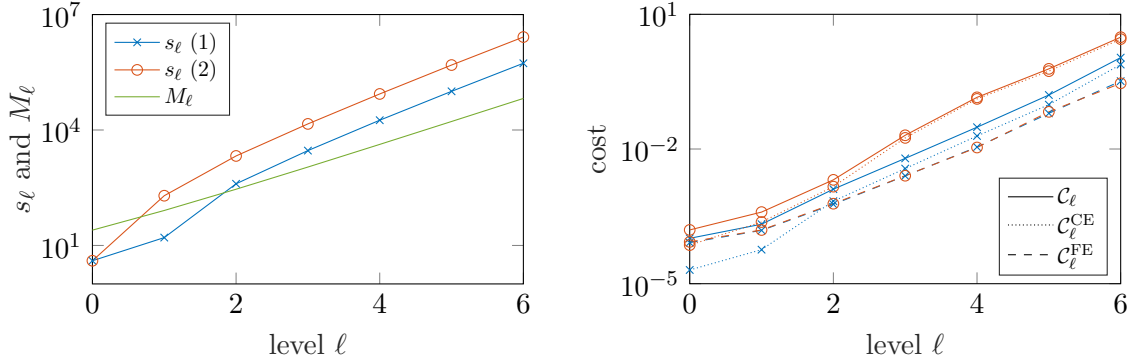 10^7
10^4
10^1
s_ℓ and M_ℓ
s_ℓ (1)
s_ℓ (2)
M_ℓ
0 2 4 6
level ℓ
10^{-1}
10^{-2}
10^{-5}
cost
C_ℓ
C_ℓ^{CE}
C_ℓ^{FE}
0 2 4 6
level ℓ